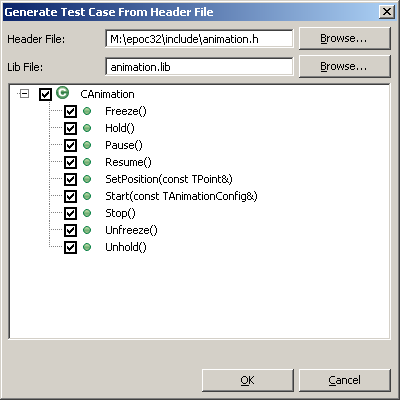 Generate Test Case From Header File
Header File: M:\epoc32\include\animation.h Browse...
Lib File: animation.lib Browse...
C CAnimation
Freeze()
Hold()
Pause()
Resume()
SetPosition(const TPoint&)
Start(const TAnimationConfig&)
Stop()
Unfreeze()
Unhold()
OK Cancel